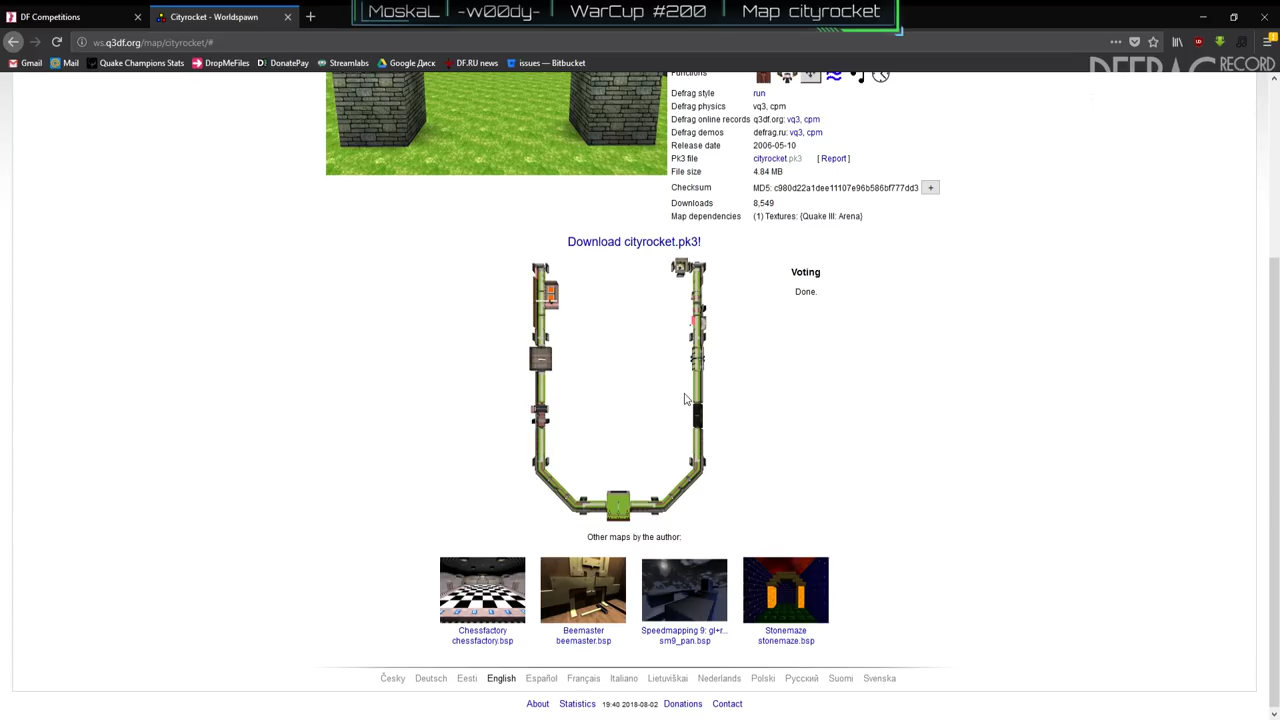 DF Competitions
Cityrocket - Worldspawn
Moskal -w00dy- WarCup #200 Map cityrocket
ws.q3df.org/map/cityrocket/#
Gmail
Mail
Quake Champions Stats
DropMeFiles
DonatePay
Streamlabs
Google Диск
DF.RU news
issues — Bitbucket
DEFRAG RECORD
Functions
Defrag style run
Defrag physics vq3, cpm
Defrag online records q3df.org: vq3, cpm
Defrag demos defrag.ru: vq3, cpm
Release date 2006-05-10
Pk3 file cityrocket.pk3 [ Report ]
File size 4.84 MB
Checksum MD5: c980d22a1dee11107e96b586bf777dd3 +
Downloads 8,549
Map dependencies (1) Textures: {Quake III: Arena}
Download cityrocket.pk3!
Voting
Done.
Other maps by the author:
Chessfactory
chessfactory.bsp
Beemaster
beemaster.bsp
Speedmapping 9: gl+r...
sm9_pan.bsp
Stonemaze
stonemaze.bsp
Česky Deutsch Eesti English Español Français Italiano Lietuviškai Nederlands Polski Русский Suomi Svenska
About Statistics 19:40 2018-08-02 Donations Contact